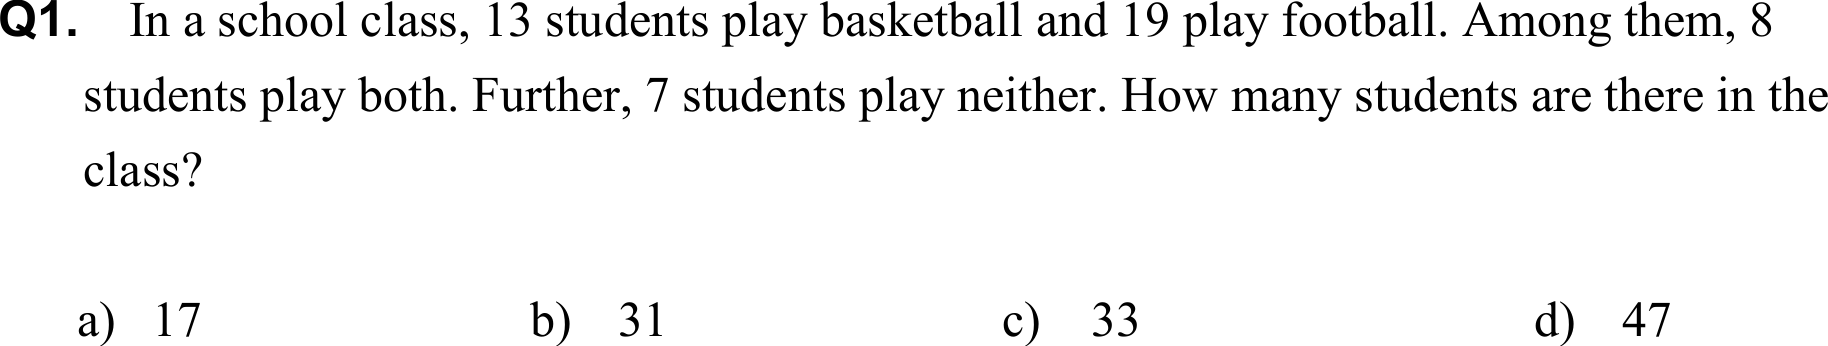 Q1. In a school class, 13 students play basketball and 19 play football. Among them, 8
students play both. Further, 7 students play neither. How many students are there in the
class?
a) 17 b) 31 c) 33 d) 47